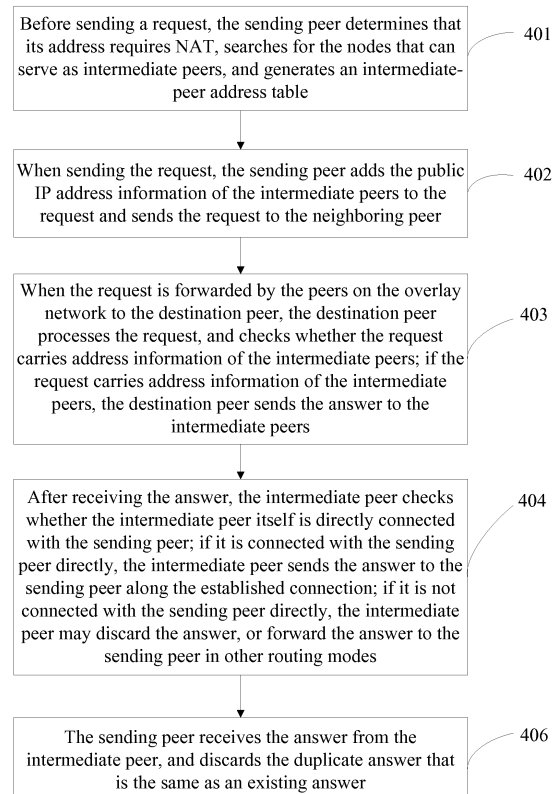 Before sending a request, the sending peer determines that
its address requires NAT, searches for the nodes that can
serve as intermediate peers, and generates an intermediate-
peer address table
401
When sending the request, the sending peer adds the public
IP address information of the intermediate peers to the
request and sends the request to the neighboring peer
402
When the request is forwarded by the peers on the overlay
network to the destination peer, the destination peer
processes the request, and checks whether the request
carries address information of the intermediate peers; if the
request carries address information of the intermediate
peers, the destination peer sends the answer to the
intermediate peers
403
After receiving the answer, the intermediate peer checks
whether the intermediate peer itself is directly connected
with the sending peer; if it is connected with the sending
peer directly, the intermediate peer sends the answer to the
sending peer along the established connection; if it is not
connected with the sending peer directly, the intermediate
peer may discard the answer, or forward the answer to the
sending peer in other routing modes
404
The sending peer receives the answer from the
intermediate peer, and discards the duplicate answer that
is the same as an existing answer
406